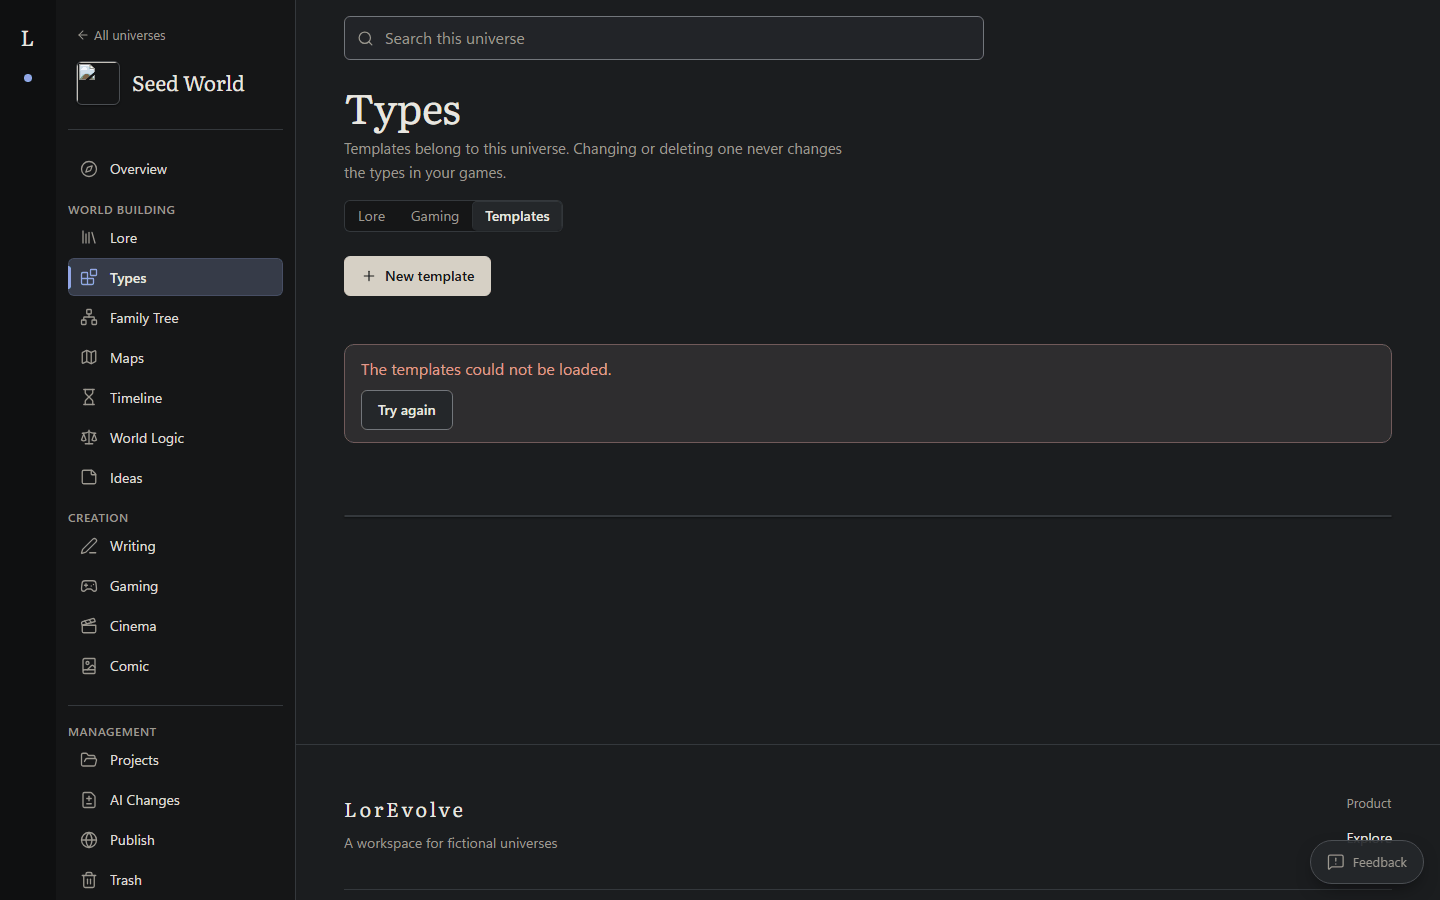 L
All universes
Seed World
Overview
WORLD BUILDING
Lore
Types
Family Tree
Maps
Timeline
World Logic
Ideas
CREATION
Writing
Gaming
Cinema
Comic
MANAGEMENT
Projects
AI Changes
Publish
Trash
Search this universe
Types
Templates belong to this universe. Changing or deleting one never changes
the types in your games.
Lore Gaming Templates
New template
The templates could not be loaded.
Try again
LorEvolve
A workspace for fictional universes
Product
Explore
Feedback